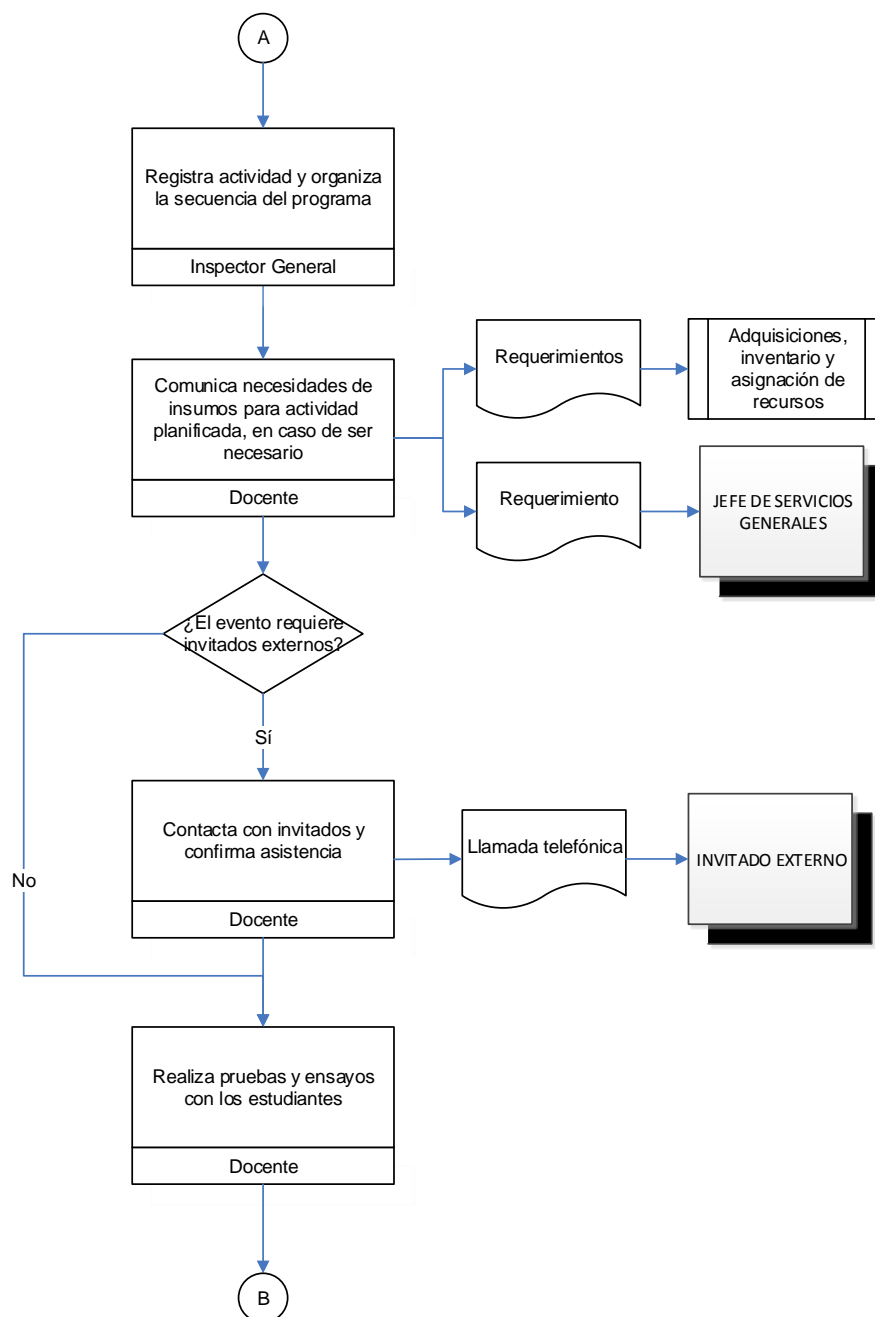 A
Registra actividad y organiza
la secuencia del programa
Inspector General
Comunica necesidades de
insumos para actividad
planificada, en caso de ser
necesario
Docente
Requerimientos
Adquisiciones,
inventario y
asignación de
recursos
Requerimiento
JEFE DE SERVICIOS
GENERALES
¿El evento requiere
invitados externos?
Sí
No
Contacta con invitados y
confirma asistencia
Docente
Llamada telefónica
INVITADO EXTERNO
Realiza pruebas y ensayos
con los estudiantes
Docente
B